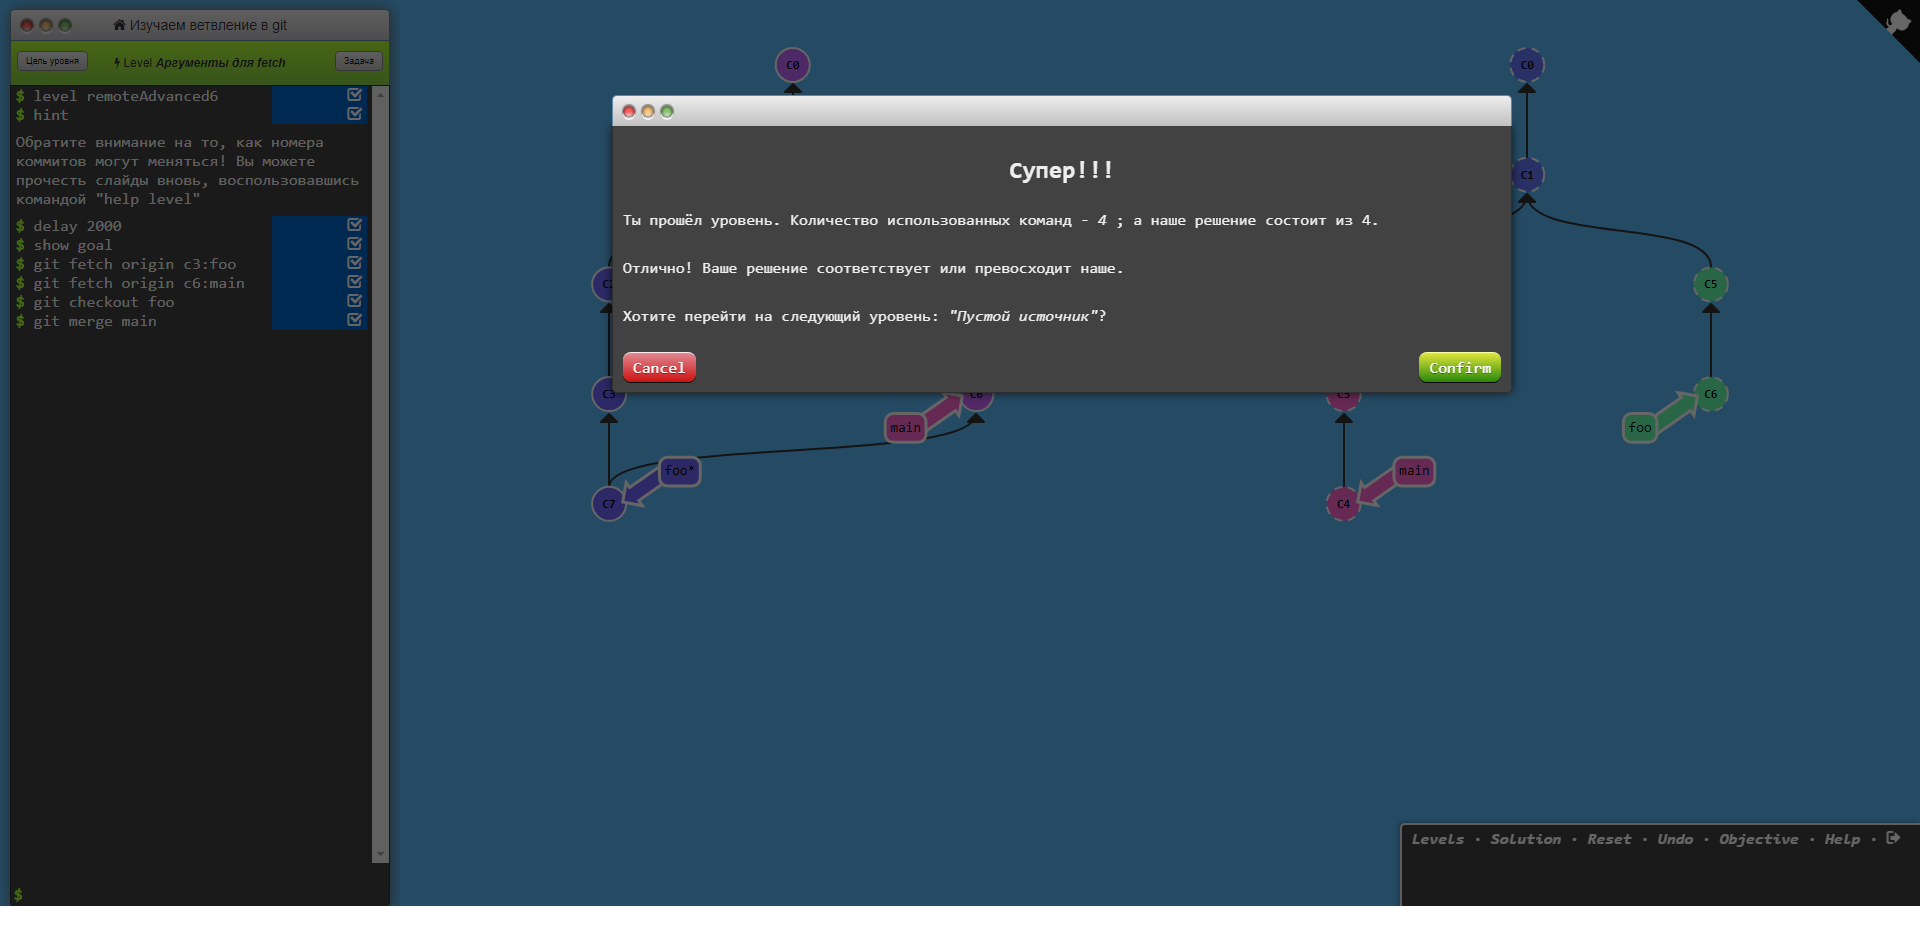 Изучаем ветвление в git
Цель уровня
Level Аргументы для fetch
Задача
$ level remoteAdvanced6
$ hint
Обратите внимание на то, как номера
коммитов могут меняться! Вы можете
прочесть слайды вновь, воспользовавшись
командой "help level"
$ delay 2000
$ show goal
$ git fetch origin c3:foo
$ git fetch origin c6:main
$ git checkout foo
$ git merge main
$
C0
C0
C1
Супер!!!
Ты прошёл уровень. Количество использованных команд - 4 ; а наше решение состоит из 4.
Отлично! Ваше решение соответствует или превосходит наше.
Хотите перейти на следующий уровень: "Пустой источник"?
Cancel
Confirm
C5
C3
C6
C6
main
foo
foo*
main
C7
C4
Levels · Solution · Reset · Undo · Objective · Help ·